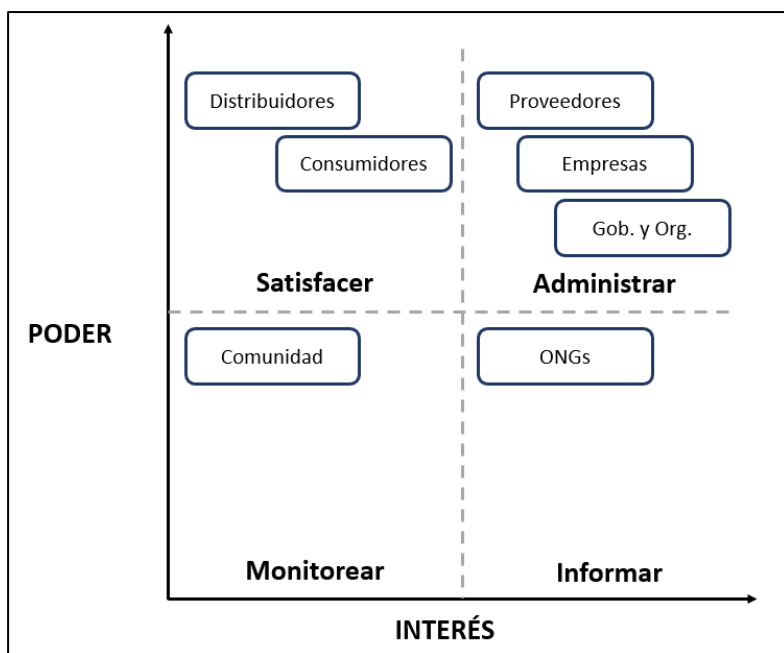 Distribuidores
Proveedores
Consumidores
Empresas
Gob. y Org.
Satisfacer
Administrar
PODER
Comunidad
ONGs
Monitorear
Informar
INTERÉS